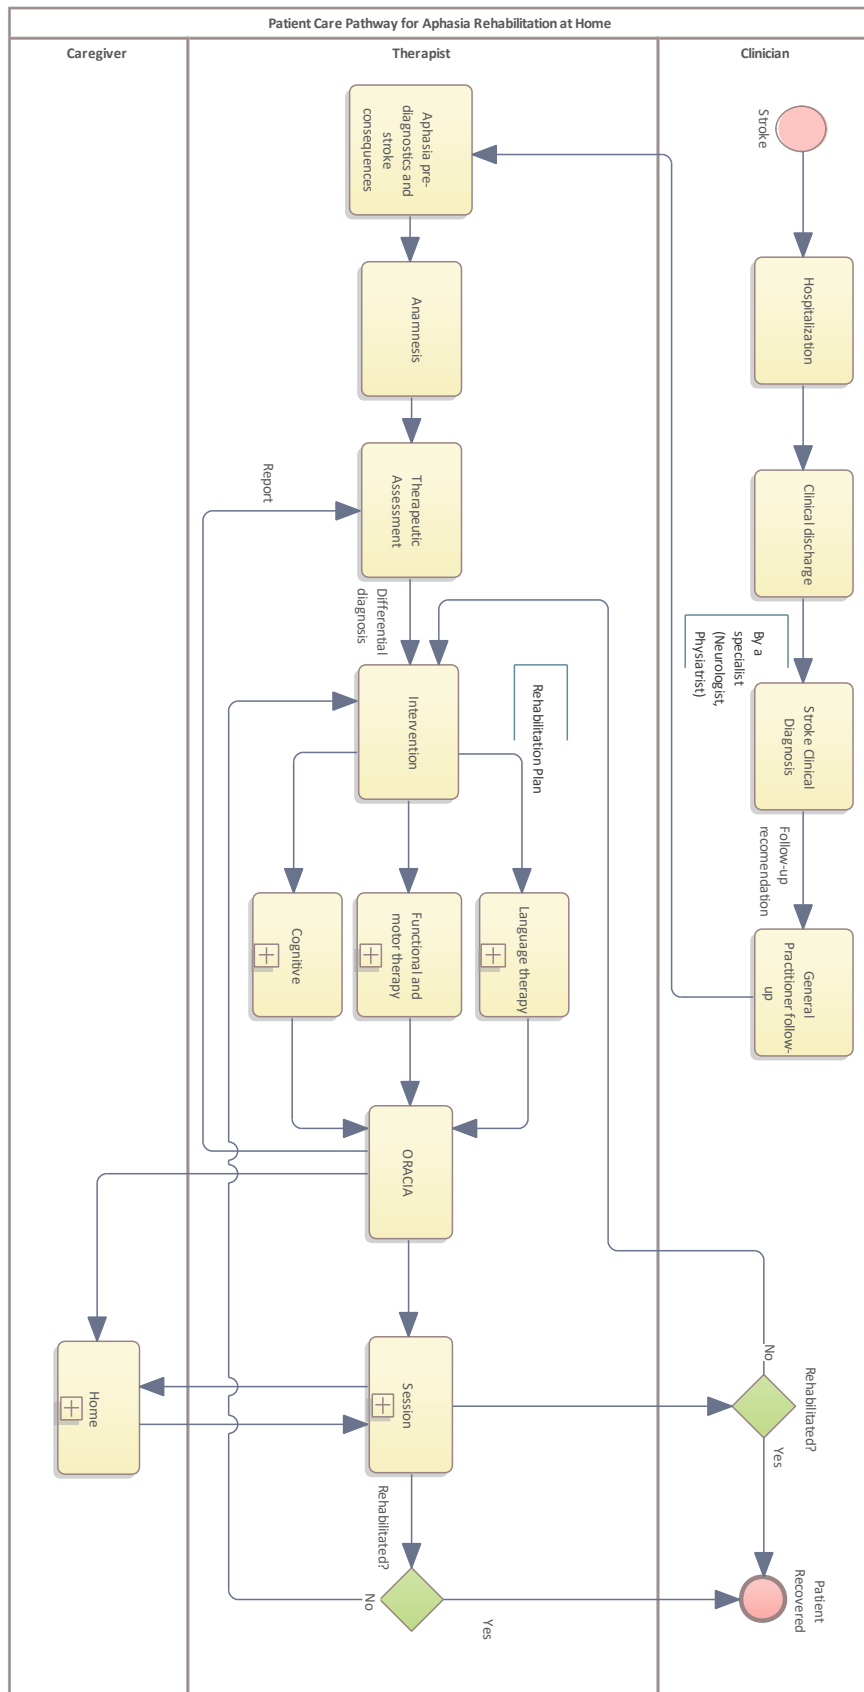 Patient Care Pathway for Aphasia Rehabilitation at Home
Caregiver
Therapist
Clinician
Stroke
Hospitalization
Clinical discharge
By a
specialist
(Neurologist,
Physiatrist)
Stroke Clinical
Diagnosis
Follow-up
recomendation
General
Practitioner follow-
up
Aphasia pre-
diagnostics and
stroke
consequences
Anamnesis
Therapeutic
Assessment
Report
Differential
diagnosis
Intervention
Rehabilitation Plan
Language therapy
Functional and
motor therapy
Cognitive
ORACIA
Session
Home
Rehabilitated?
No
Yes
Rehabilitated?
No
Yes
Patient
Recovered